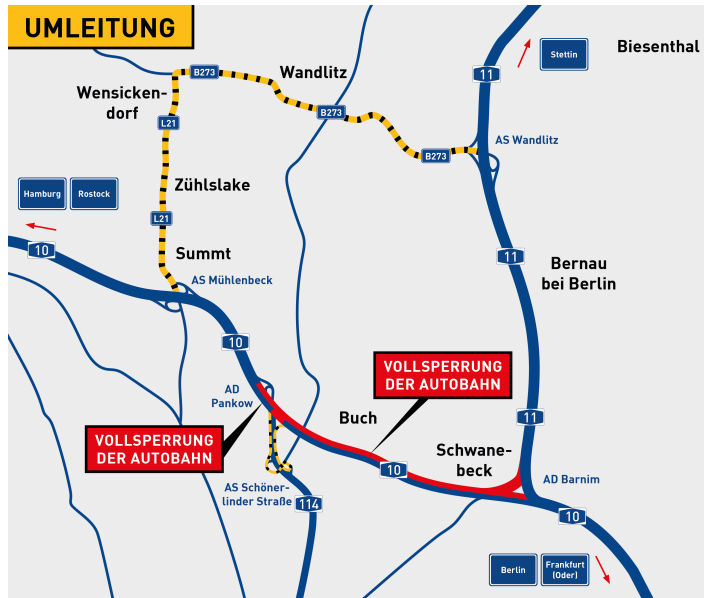 UMLEITUNG
Biesenthal
Stettin
11
Wandlitz
B273
Wensicken-
dorf
B273
L21
AS Wandlitz
B273
Zühlslake
Hamburg
Rostock
L21
Summt
10
11
Bernau
bei Berlin
AS Mühlenbeck
10
VOLLSPERRUNG
DER AUTOBAHN
AD
Pankow
Buch
11
VOLLSPERRUNG
DER AUTOBAHN
Schwane-
beck
10
AD Barnim
AS Schöner-
linder Straße
114
10
Berlin
Frankfurt
(Oder)